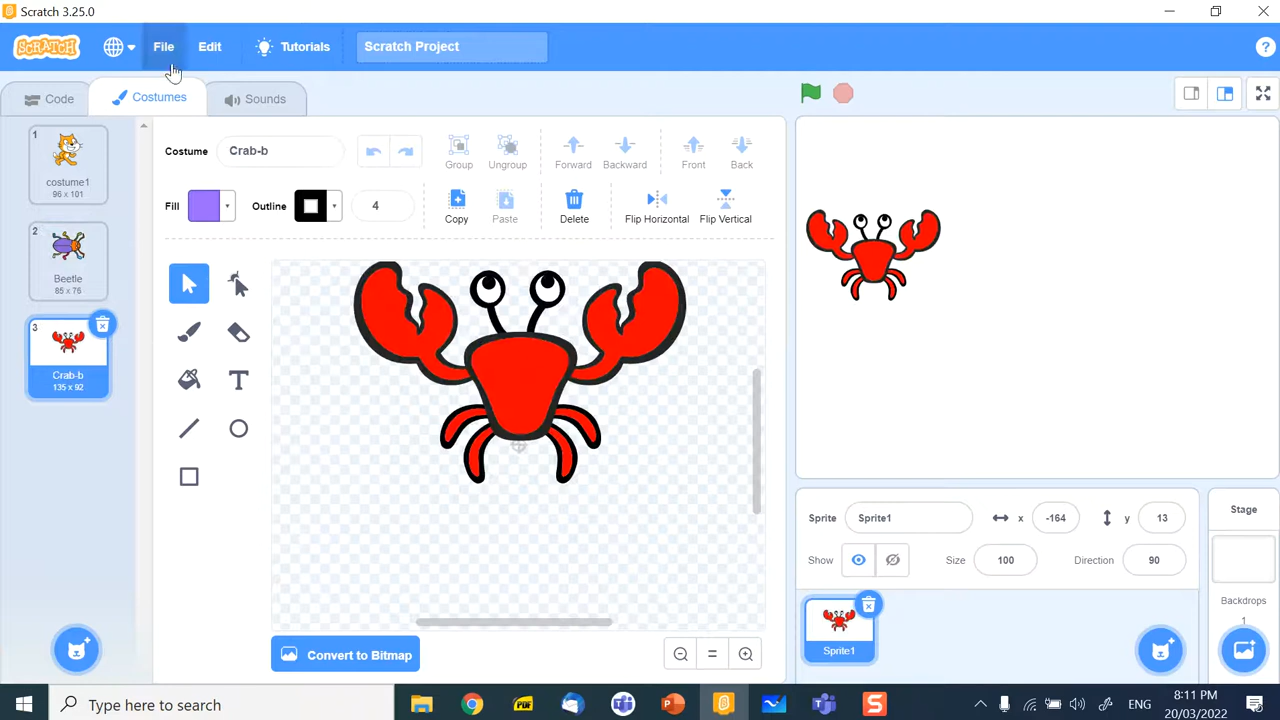 Scratch 3.25.0
SCRATCH
File
Edit
Tutorials
Scratch Project
?
Code
Costumes
Sounds
1
costume1
96 x 101
2
Beetle
85 x 76
3
Crab-b
135 x 92
Costume
Crab-b
Group
Ungroup
Forward
Backward
Front
Back
Fill
Outline
4
Copy
Paste
Delete
Flip Horizontal
Flip Vertical
T
Convert to Bitmap
Sprite
Sprite1
x
-164
y
13
Show
Size
100
Direction
90
Sprite1
Stage
Backdrops
1
Type here to search
PDF
ENG
8:11 PM
20/03/2022